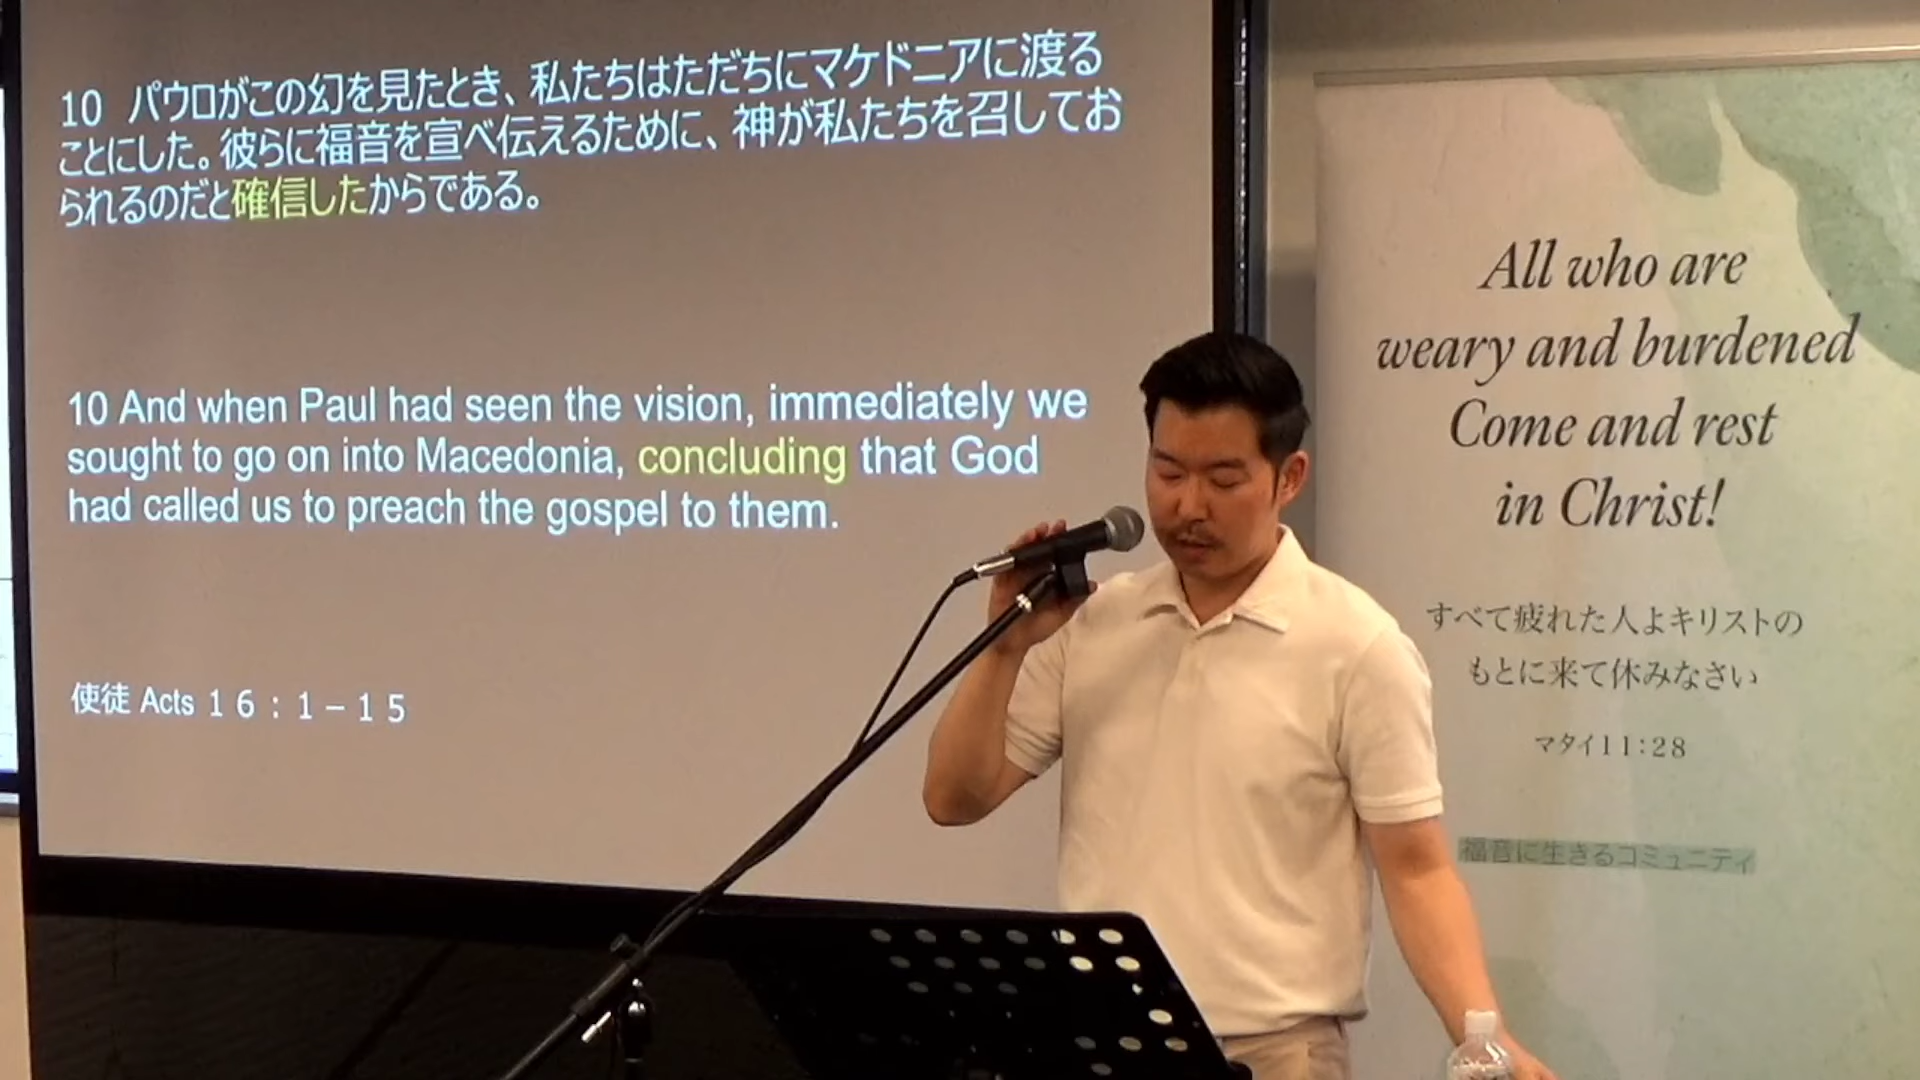 10 パウロがこの幻を見たとき、私たちはただちにマケドニアに渡る
ことにした。彼らに福音を宣べ伝えるために、神が私たちを召してお
られるのだと確信したからである。
10 And when Paul had seen the vision, immediately we
sought to go on into Macedonia, concluding that God
had called us to preach the gospel to them.
使徒 Acts 16:1－15
All who are
weary and burdened
Come and rest
in Christ!
すべて疲れた人よキリストの
もとに来て休みなさい
マタイ11:28
福音に生きるコミュニティ